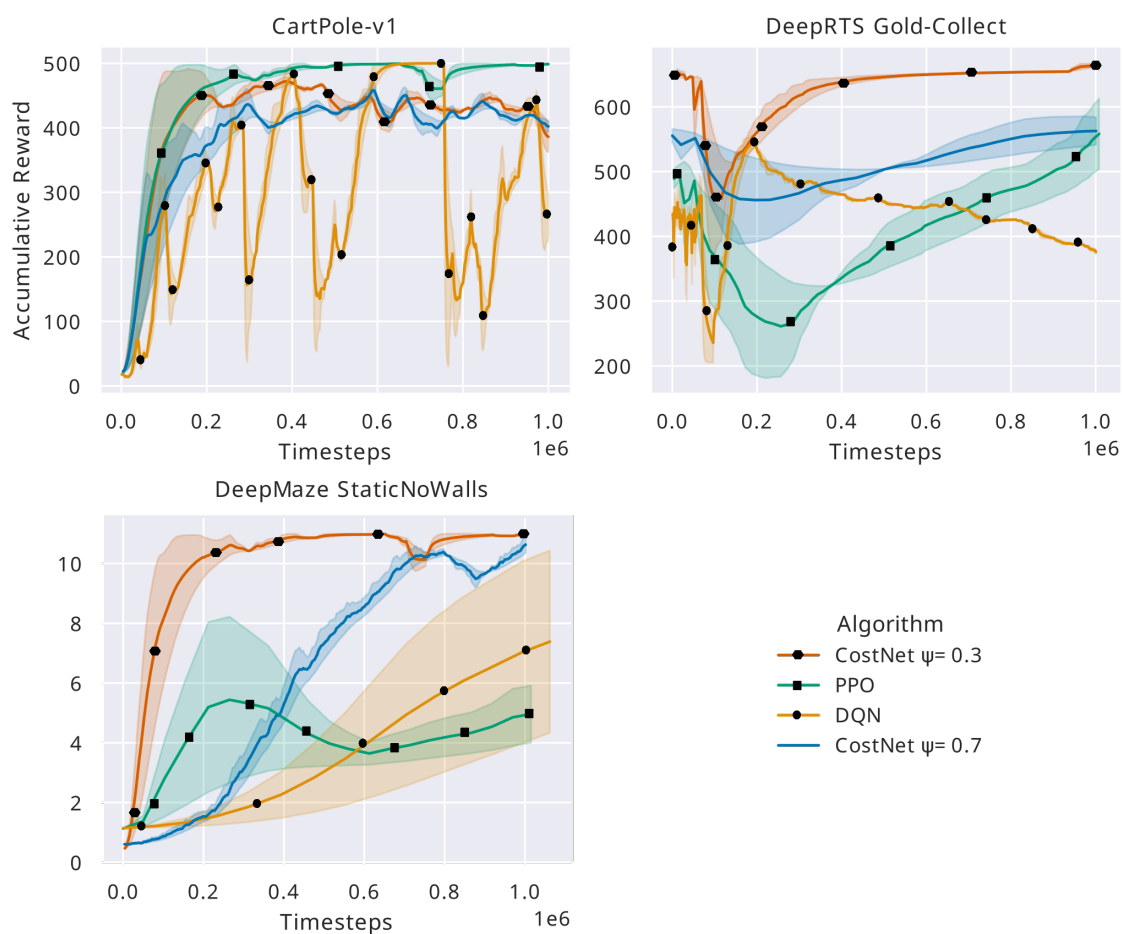 CartPole-v1
Accumulative Reward
500
400
300
200
100
0
0.0 0.2 0.4 0.6 0.8 1.0
Timesteps
1e6
DeepRTS Gold-Collect
600
500
400
300
200
0.0 0.2 0.4 0.6 0.8 1.0
Timesteps
1e6
DeepMaze StaticNoWalls
10
8
6
4
2
0
0.0 0.2 0.4 0.6 0.8 1.0
Timesteps
1e6
Algorithm
CostNet ψ= 0.3
PPO
DQN
CostNet ψ= 0.7